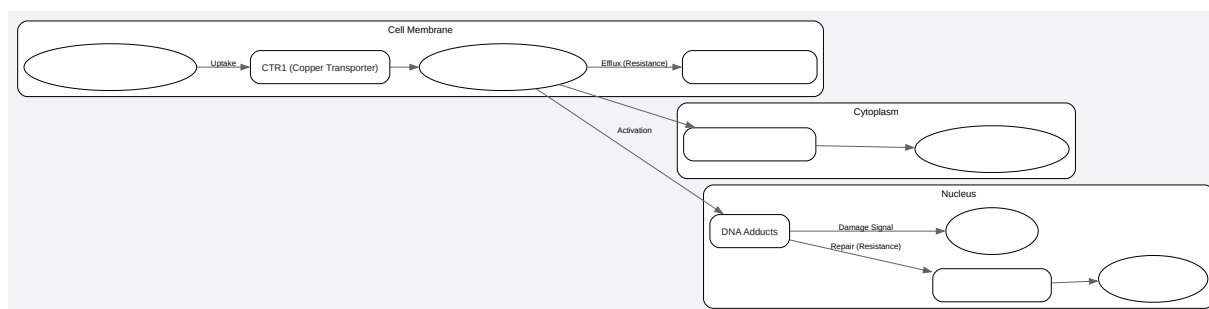 Cell Membrane
Uptake
CTR1 (Copper Transporter)
Efflux (Resistance)
Cytoplasm
Activation
Nucleus
DNA Adducts
Damage Signal
Repair (Resistance)